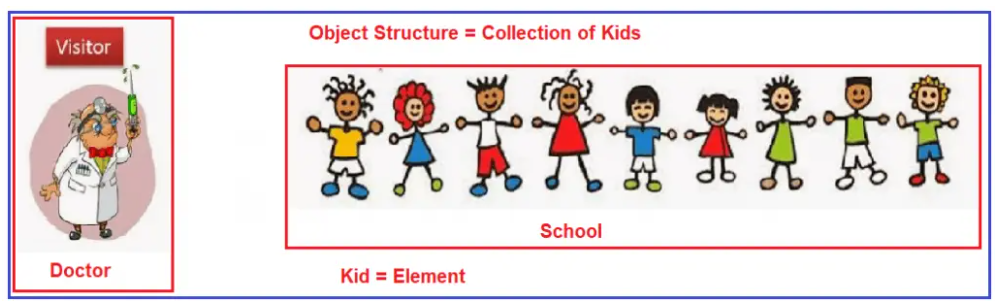 Visitor
Doctor
Object Structure = Collection of Kids
School
Kid = Element